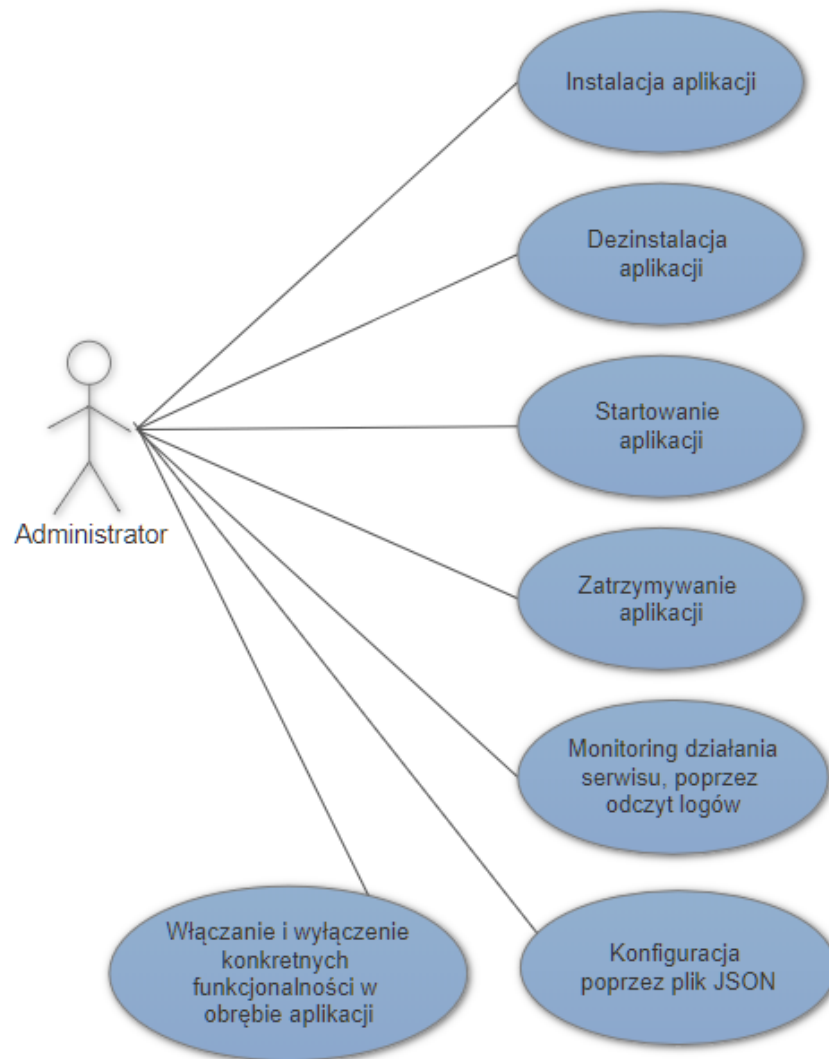 Instalacja aplikacji
Dezinstalacja
aplikacji
Startowanie
aplikacji
Administrator
Zatrzymywanie
aplikacji
Monitoring działania
serwisu, poprzez
odczyt logów
Włączanie i wyłączenie
konkretnych
funkcjonalności w
obrębie aplikacji
Konfiguracja
poprzez plik JSON